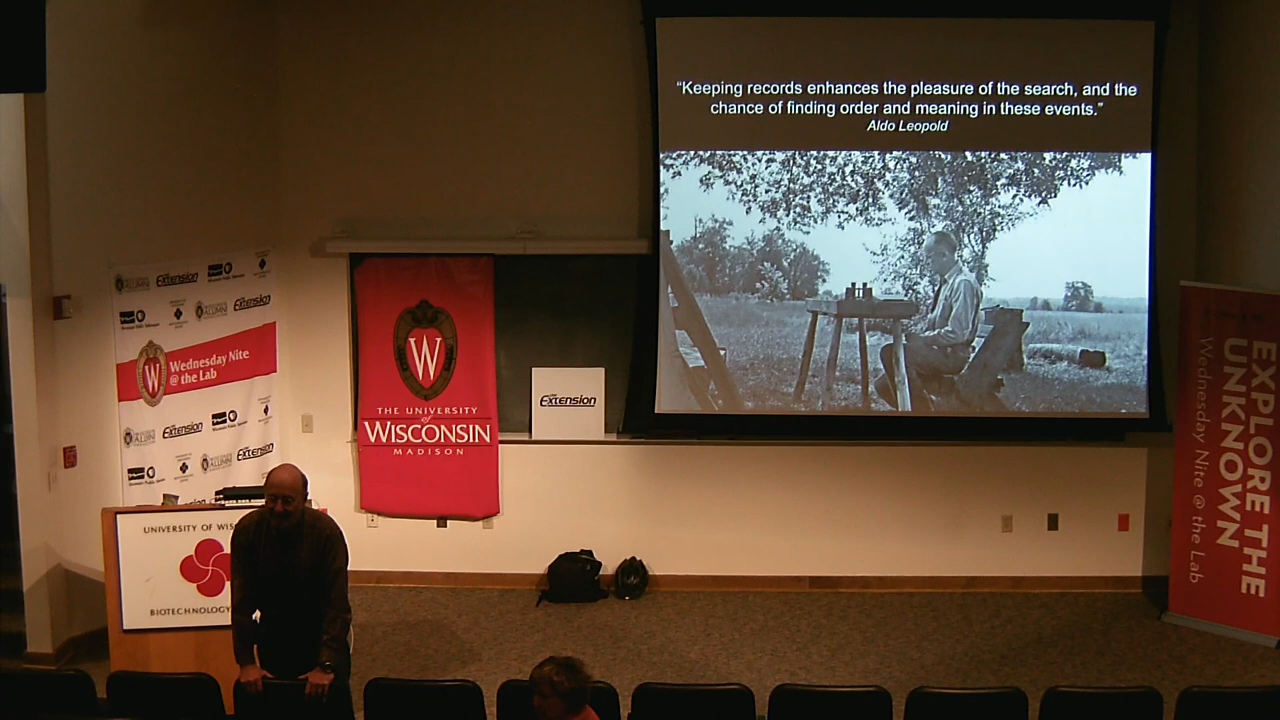 “Keeping records enhances the pleasure of the search, and the
chance of finding order and meaning in these events.”
Aldo Leopold
Extension
Extension
Wednesday Nite
@ the Lab
Extension
Extension
W
THE UNIVERSITY
of
WISCONSIN
MADISON
Extension
UNIVERSITY OF WIS
BIOTECHNOLOGY
EXPLORE THE
UNKNOWN
Wednesday Nite @ the Lab